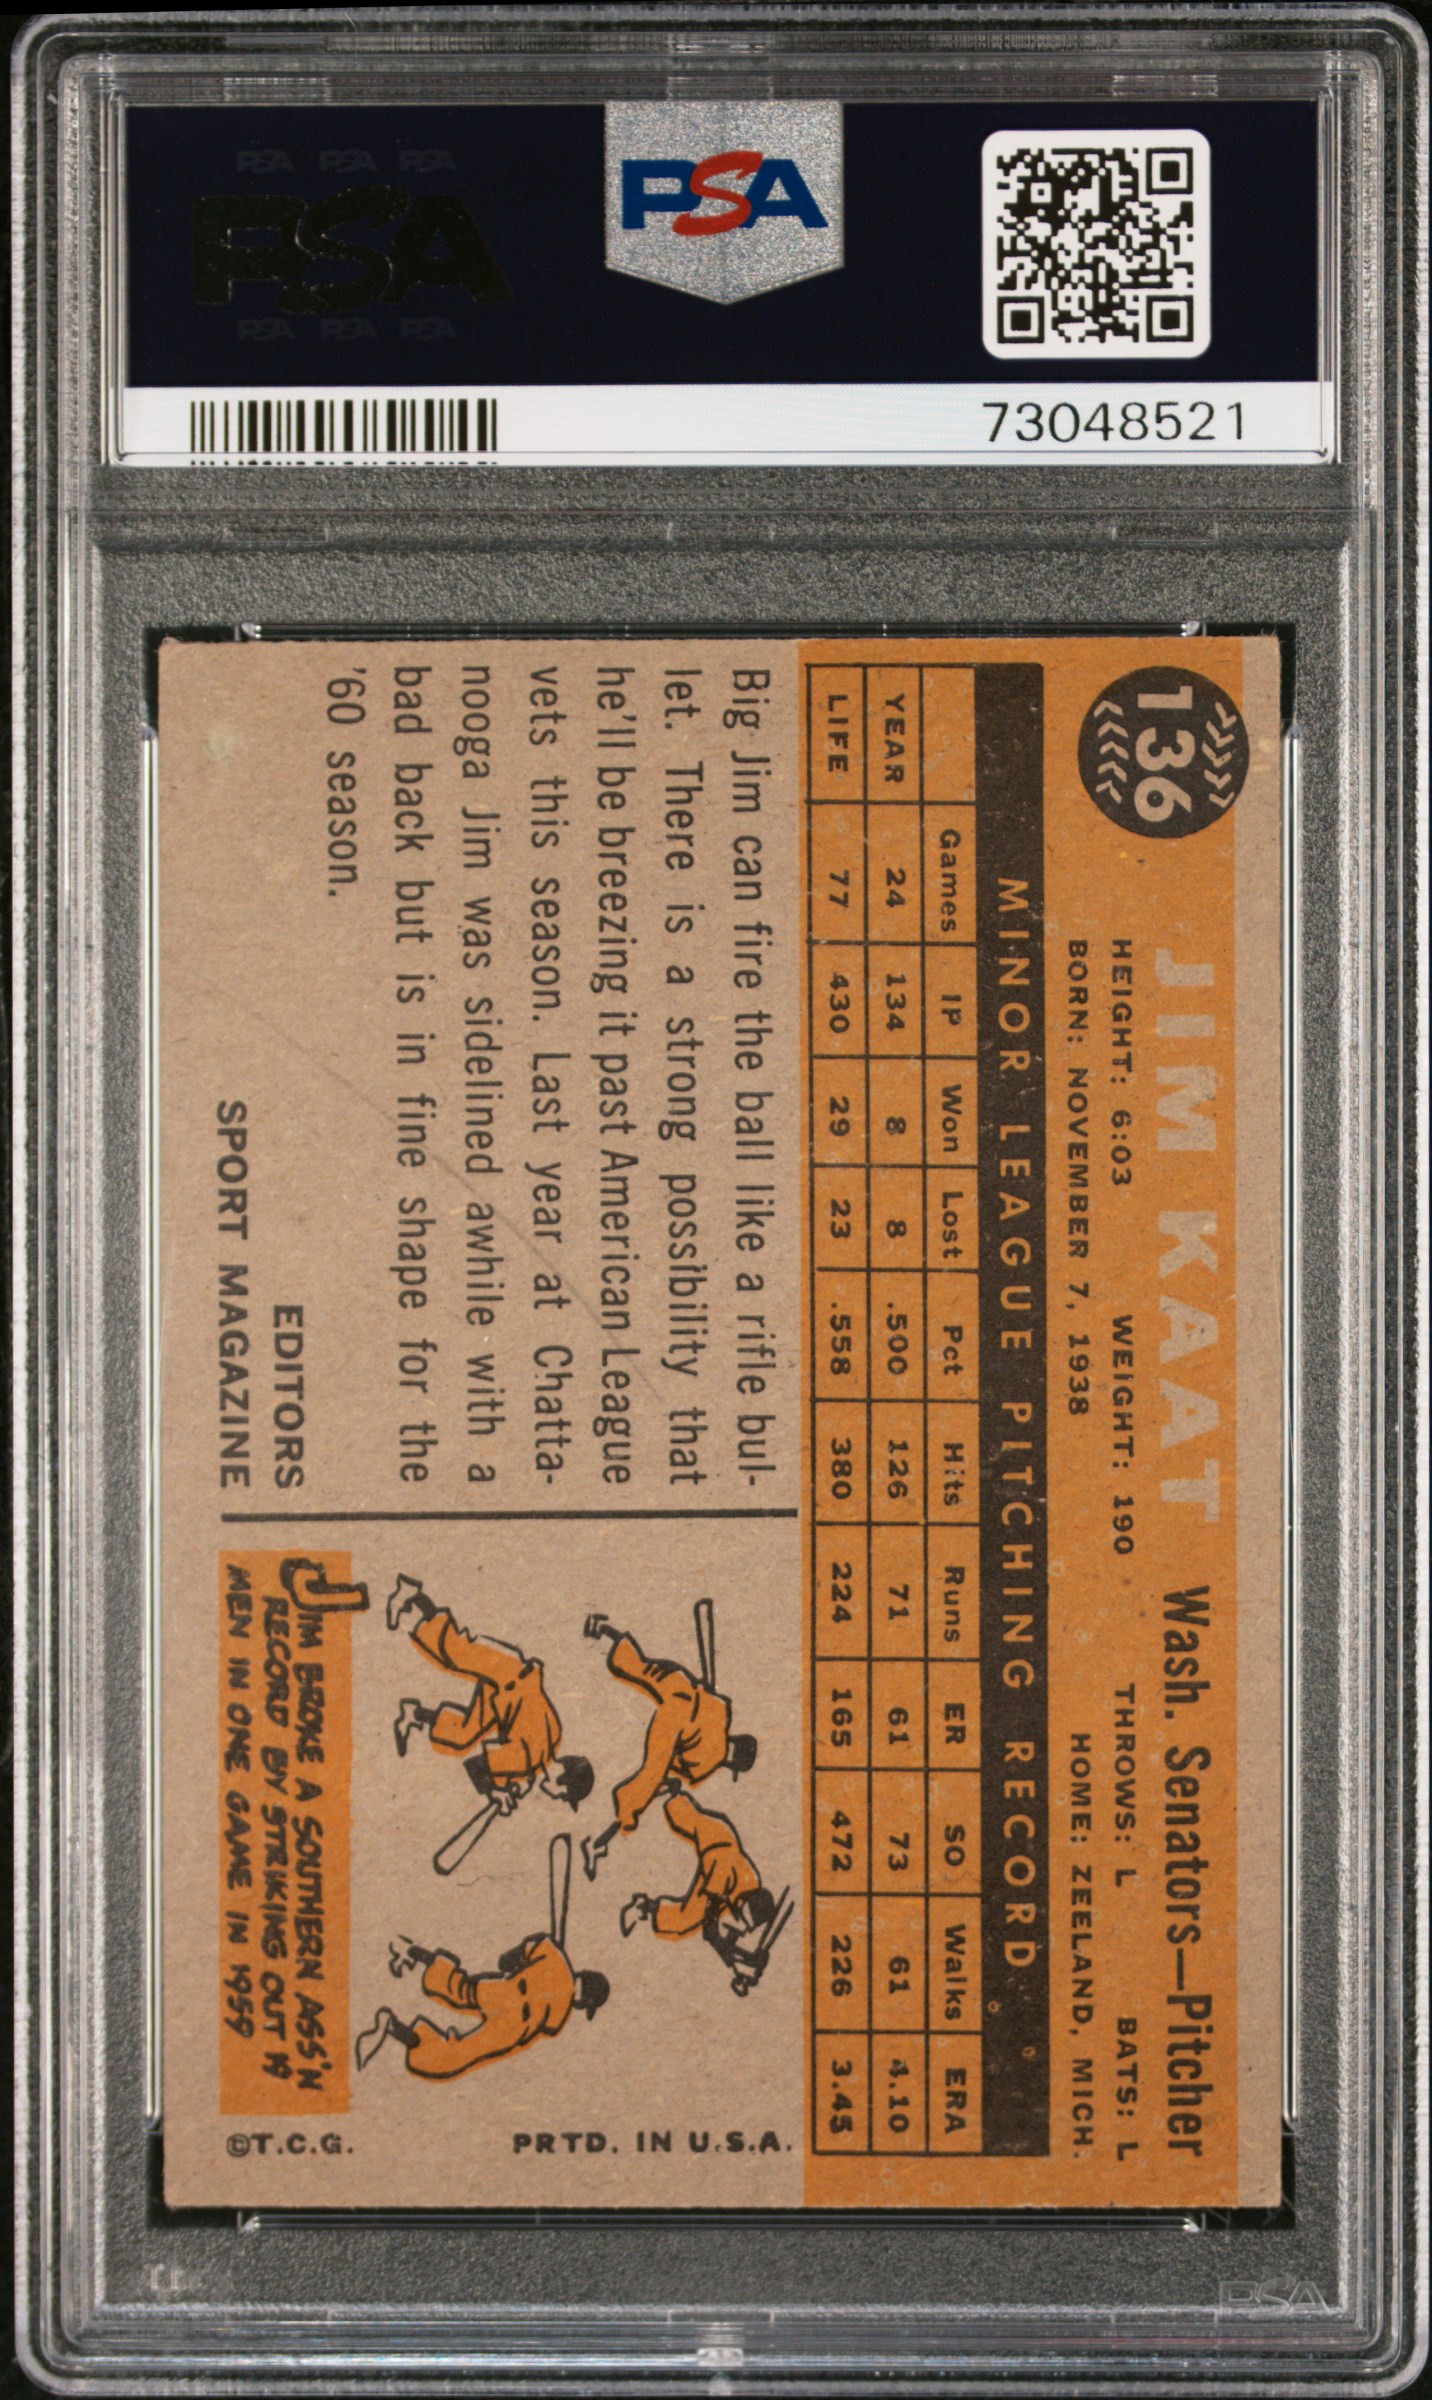 PSA PSA PSA
PSA
PSA PSA PSA
PSA
73048521
136
JIM KAAT Wash. Senators—Pitcher
HEIGHT: 6:03 WEIGHT: 190 THROWS: L BATS: L
BORN: NOVEMBER 7, 1938 HOME: ZEELAND, MICH.
MINOR LEAGUE PITCHING RECORD
Games IP Won Lost Pct Hits Runs ER SO Walks ERA
YEAR 24 134 8 8 .500 126 71 61 73 61 4.10
LIFE 77 430 29 23 .558 380 224 165 472 226 3.45
Big Jim can fire the ball like a rifle bul-
let. There is a strong possibility that
he'll be breezing it past American League
vets this season. Last year at Chatta-
nooga Jim was sidelined awhile with a
bad back but is in fine shape for the
'60 season.
EDITORS
SPORT MAGAZINE
JIM BROKE A SOUTHERN ASS'N
RECORD BY STRIKING OUT 19
MEN IN ONE GAME IN 1959
PRTD. IN U.S.A.
©T.C.G.
PSA